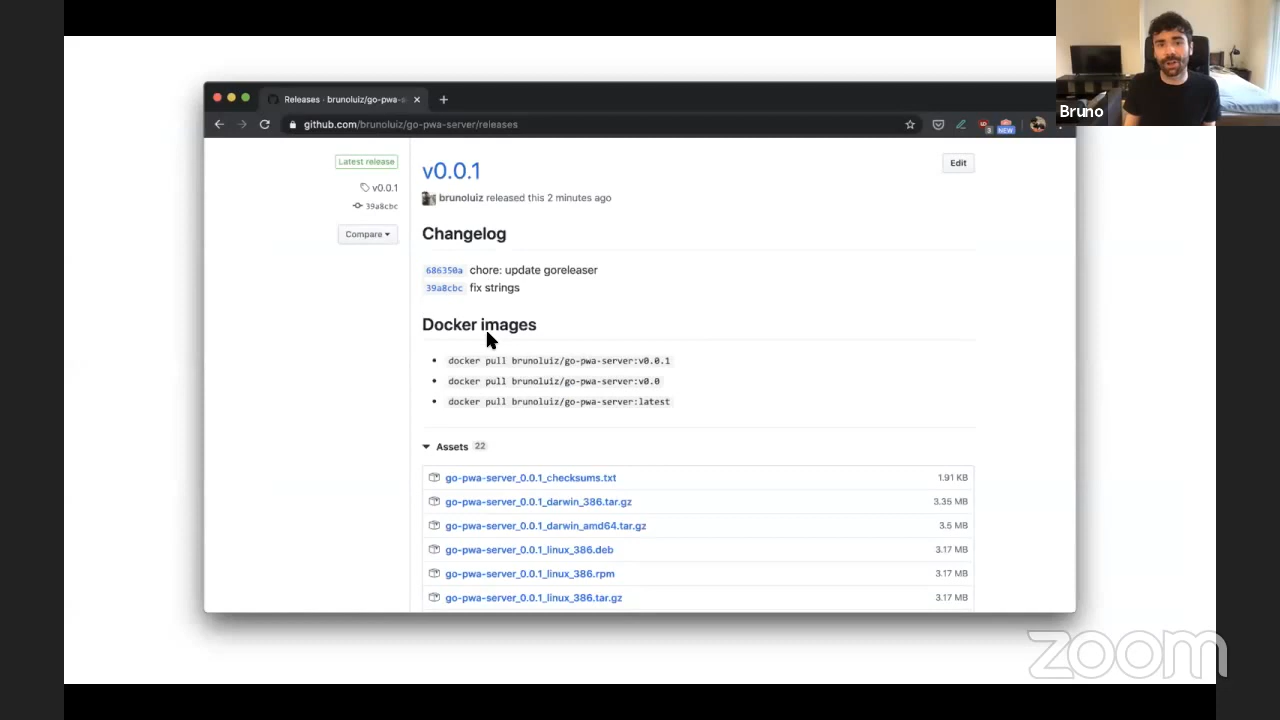 Releases · brunoluiz/go-pwa-s
github.com/brunoluiz/go-pwa-server/releases
NEW
Bruno
Latest release
v0.0.1
39a8cbc
Compare
v0.0.1
Edit
brunoluiz released this 2 minutes ago
Changelog
686350a chore: update goreleaser
39a8cbc fix strings
Docker images
docker pull brunoluiz/go-pwa-server:v0.0.1
docker pull brunoluiz/go-pwa-server:v0.0
docker pull brunoluiz/go-pwa-server:latest
Assets 22
go-pwa-server_0.0.1_checksums.txt 1.91 KB
go-pwa-server_0.0.1_darwin_386.tar.gz 3.35 MB
go-pwa-server_0.0.1_darwin_amd64.tar.gz 3.5 MB
go-pwa-server_0.0.1_linux_386.deb 3.17 MB
go-pwa-server_0.0.1_linux_386.rpm 3.17 MB
go-pwa-server_0.0.1_linux_386.tar.gz 3.17 MB
zoom